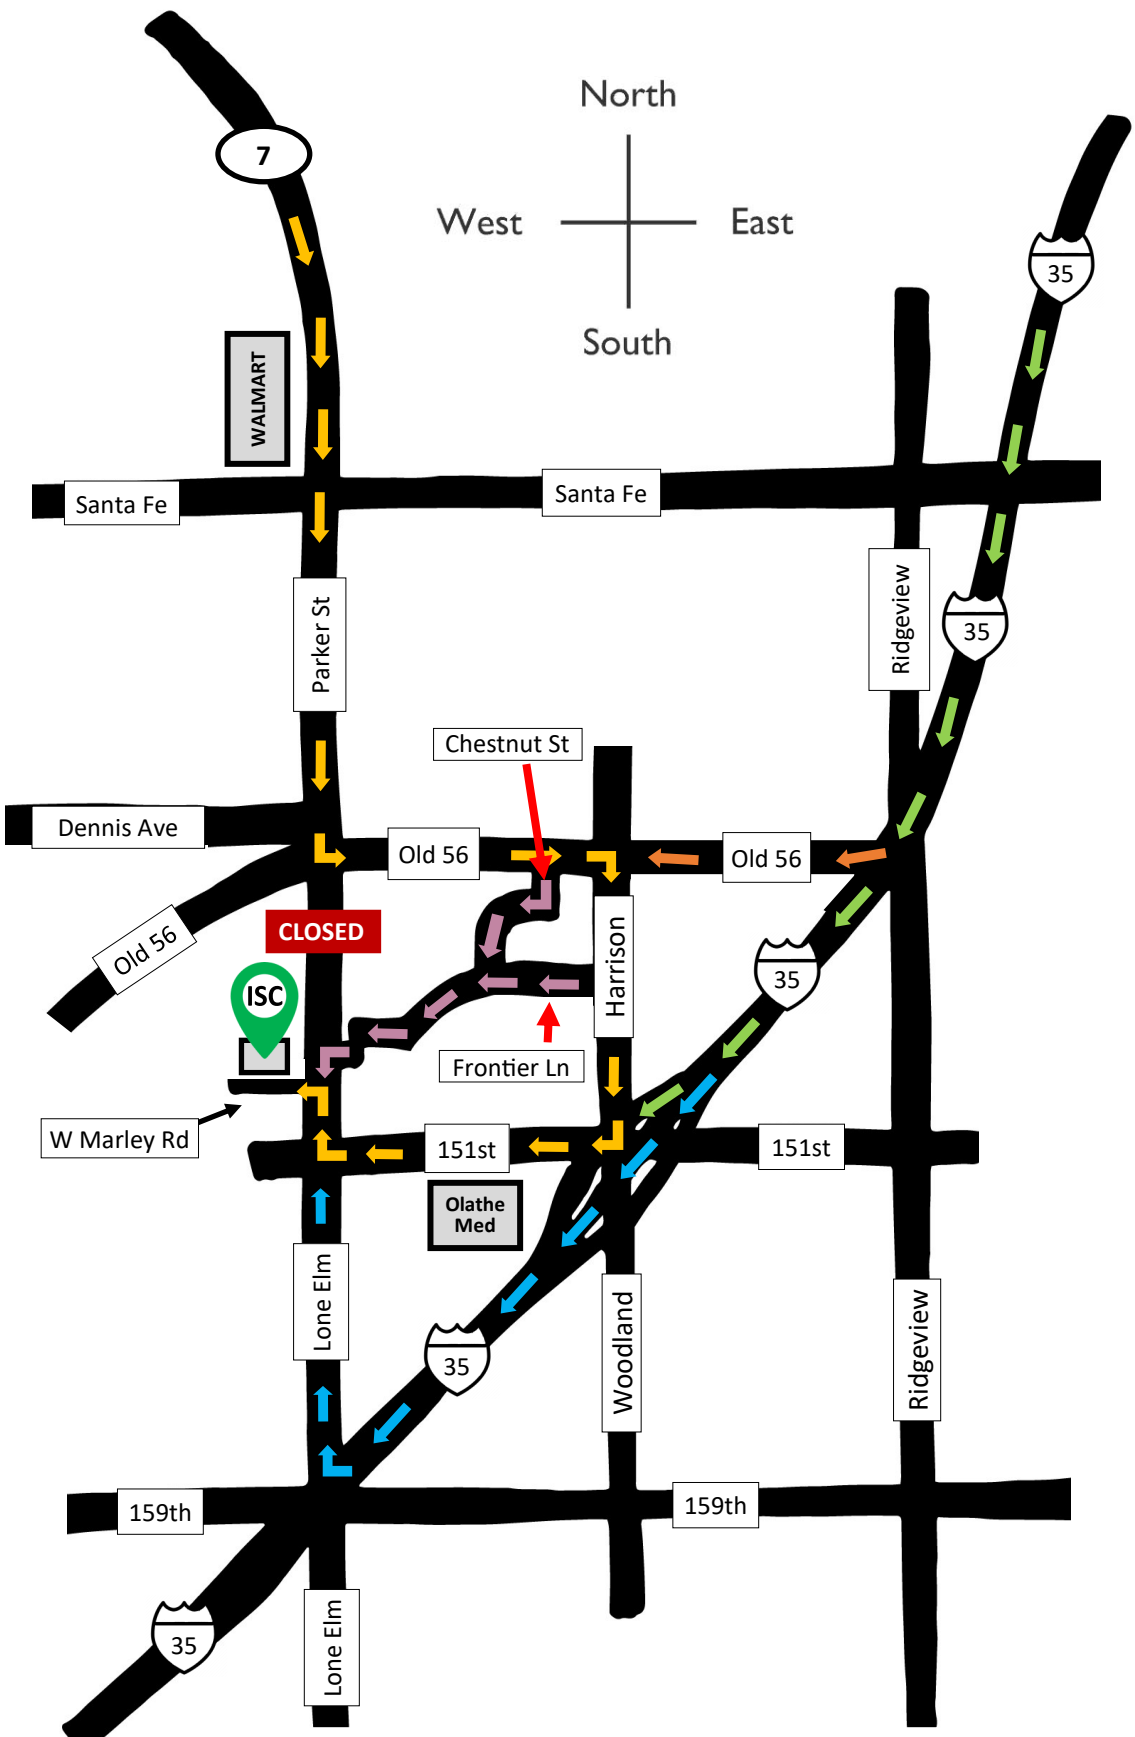 North
7
West
East
35
South
WALMART
Santa Fe
Santa Fe
Ridgeview
35
Parker St
Chestnut St
Dennis Ave
Old 56
Old 56
CLOSED
Old 56
Harrison
35
ISC
Frontier Ln
W Marley Rd
151st
151st
Olathe
Med
Lone Elm
Woodland
Ridgeview
35
159th
159th
Lone Elm
35